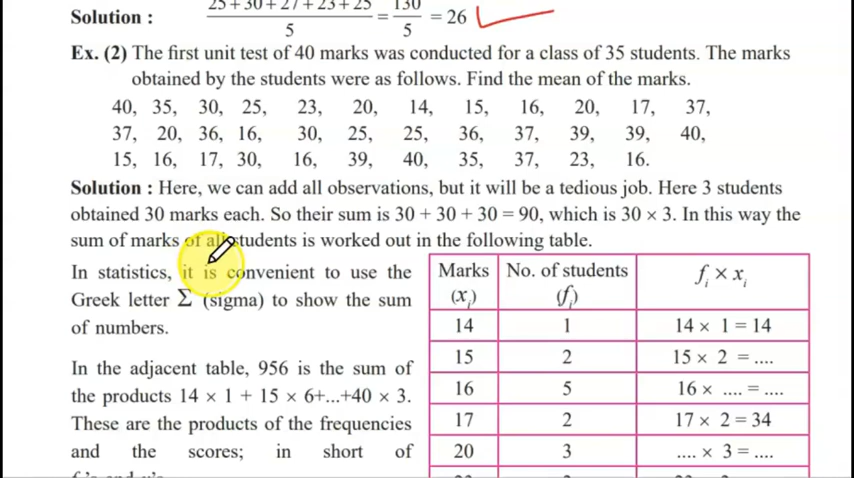 Solution : 25 + 30 + 27 + 23 + 25 / 5 = 130 / 5 = 26
Ex. (2) The first unit test of 40 marks was conducted for a class of 35 students. The marks
obtained by the students were as follows. Find the mean of the marks.
40, 35, 30, 25, 23, 20, 14, 15, 16, 20, 17, 37,
37, 20, 36, 16, 30, 25, 25, 36, 37, 39, 39, 40,
15, 16, 17, 30, 16, 39, 40, 35, 37, 23, 16.
Solution : Here, we can add all observations, but it will be a tedious job. Here 3 students
obtained 30 marks each. So their sum is 30 + 30 + 30 = 90, which is 30 × 3. In this way the
sum of marks of all students is worked out in the following table.
In statistics, it is convenient to use the
Greek letter Σ (sigma) to show the sum
of numbers.
In the adjacent table, 956 is the sum of
the products 14 × 1 + 15 × 6+...+40 × 3.
These are the products of the frequencies
and the scores; in short of
Marks (xᵢ) No. of students (fᵢ) fᵢ × xᵢ
14 1 14 × 1 = 14
15 2 15 × 2 = ....
16 5 16 × .... = ....
17 2 17 × 2 = 34
20 3 .... × 3 = ....